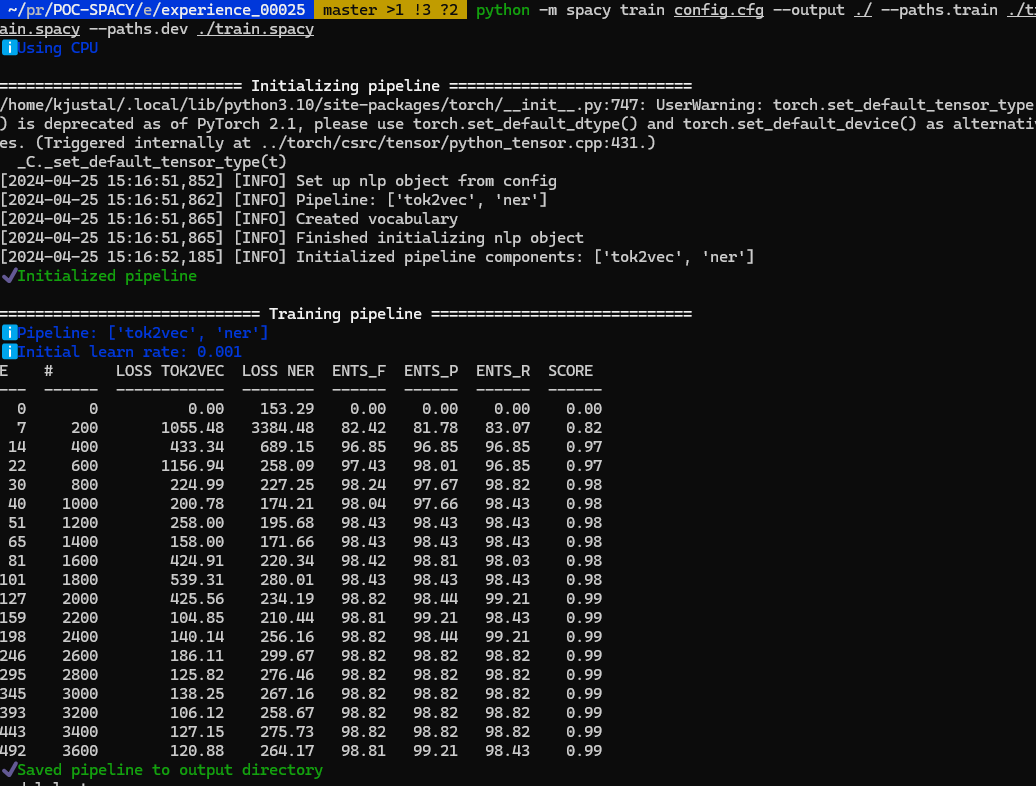 ~/pr/POC-SPACY/e/experience_00025  master >1 !3 ?2  python -m spacy train config.cfg --output ./ --paths.train ./tr
ain.spacy --paths.dev ./train.spacy
i Using CPU
=========================== Initializing pipeline ===========================
/home/kjustal/.local/lib/python3.10/site-packages/torch/__init__.py:747: UserWarning: torch.set_default_tensor_type
) is deprecated as of PyTorch 2.1, please use torch.set_default_dtype() and torch.set_default_device() as alternati
es. (Triggered internally at ../torch/csrc/tensor/python_tensor.cpp:431.)
  _C._set_default_tensor_type(t)
[2024-04-25 15:16:51,852] [INFO] Set up nlp object from config
[2024-04-25 15:16:51,862] [INFO] Pipeline: ['tok2vec', 'ner']
[2024-04-25 15:16:51,865] [INFO] Created vocabulary
[2024-04-25 15:16:51,865] [INFO] Finished initializing nlp object
[2024-04-25 15:16:52,185] [INFO] Initialized pipeline components: ['tok2vec', 'ner']
✔Initialized pipeline
============================= Training pipeline =============================
i Pipeline: ['tok2vec', 'ner']
i Initial learn rate: 0.001
E    #       LOSS TOK2VEC  LOSS NER  ENTS_F  ENTS_P  ENTS_R  SCORE
---  ------  ------------  --------  ------  ------  ------  ------
  0       0          0.00    153.29    0.00    0.00    0.00    0.00
  7     200       1055.48   3384.48   82.42   81.78   83.07    0.82
 14     400        433.34    689.15   96.85   96.85   96.85    0.97
 22     600       1156.94    258.09   97.43   98.01   96.85    0.97
 30     800        224.99    227.25   98.24   97.67   98.82    0.98
 40    1000        200.78    174.21   98.04   97.66   98.43    0.98
 51    1200        258.00    195.68   98.43   98.43   98.43    0.98
 65    1400        158.00    171.66   98.43   98.43   98.43    0.98
 81    1600        424.91    220.34   98.42   98.81   98.03    0.98
101    1800        539.31    280.01   98.43   98.43   98.43    0.98
127    2000        425.56    234.19   98.82   98.44   99.21    0.99
159    2200        104.85    210.44   98.81   99.21   98.43    0.99
198    2400        140.14    256.16   98.82   98.44   99.21    0.99
246    2600        186.11    299.67   98.82   98.82   98.82    0.99
295    2800        125.82    276.46   98.82   98.82   98.82    0.99
345    3000        138.25    267.16   98.82   98.82   98.82    0.99
393    3200        106.12    258.67   98.82   98.82   98.82    0.99
443    3400        127.15    275.73   98.82   98.82   98.82    0.99
492    3600        120.88    264.17   98.81   99.21   98.43    0.99
✔Saved pipeline to output directory